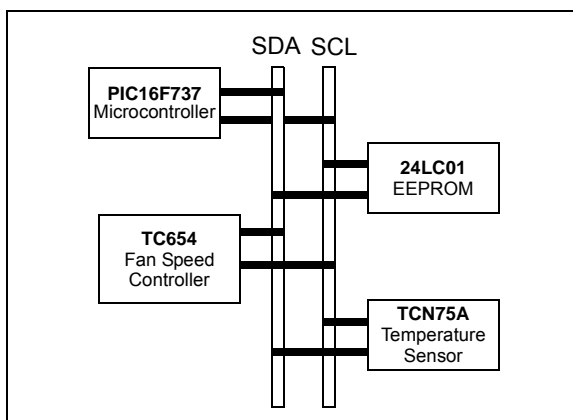 SDA SCL
PIC16F737
Microcontroller
24LC01
EEPROM
TC654
Fan Speed
Controller
TCN75A
Temperature
Sensor